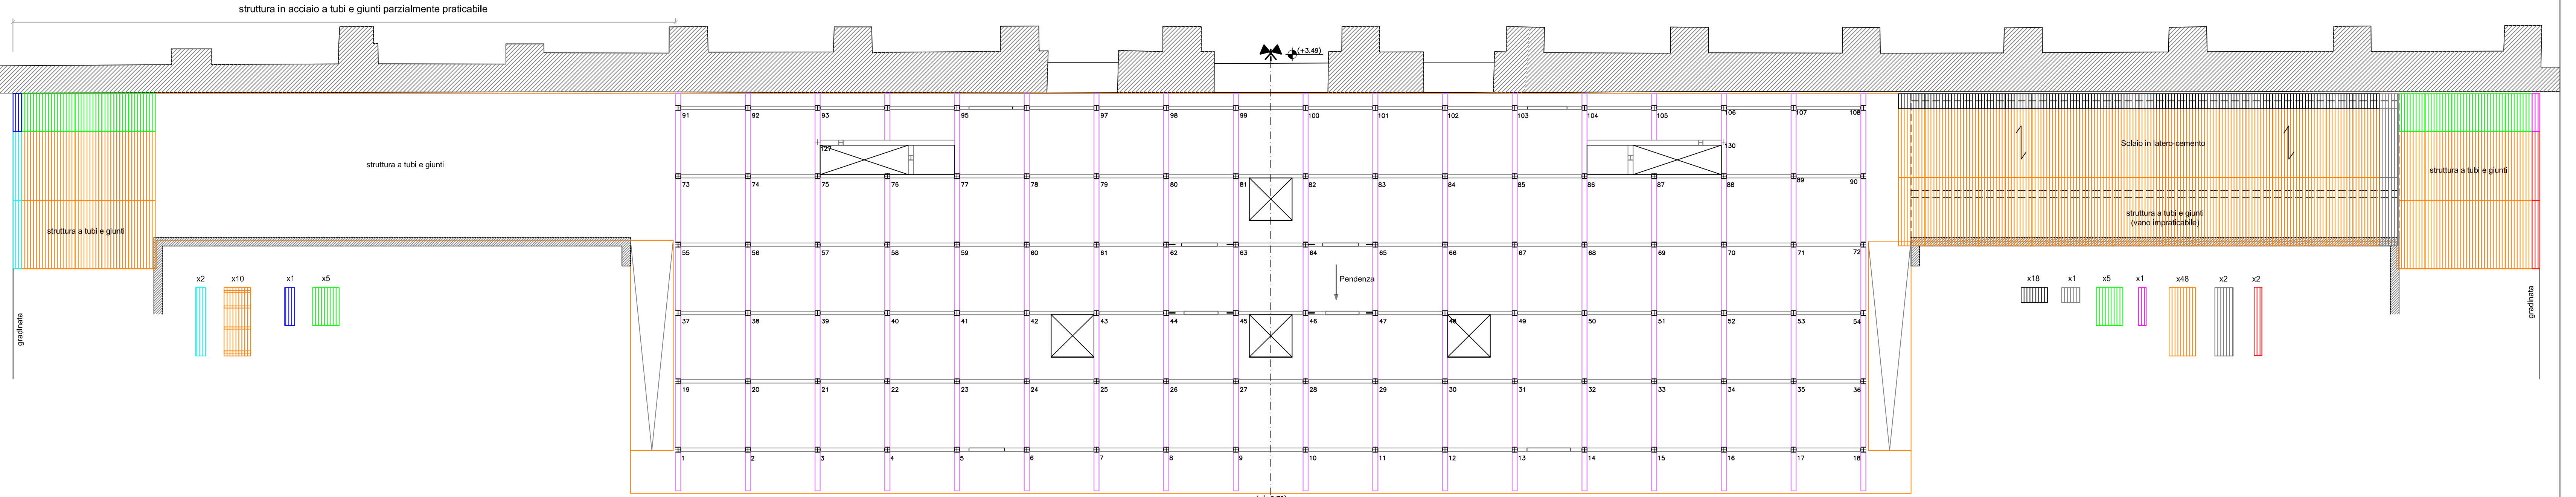 struttura in acciaio a tubi e giunti parzialmente praticabile
(+3.49)
91 92 93 95 97 98 99 100 101 102 103 104 105 106 107 108
127 130
struttura a tubi e giunti
Solaio in latero-cemento
struttura a tubi e giunti
73 74 75 76 77 78 79 80 81 82 83 84 85 86 87 88 89 90
struttura a tubi e giunti
(vano impraticabile)
struttura a tubi e giunti
55 56 57 58 59 60 61 62 63 64 65 66 67 68 69 70 71 72
x2 x10 x1 x5
Pendenza
x18 x1 x5 x1 x48 x2 x2
gradinata
gradinata
37 38 39 40 41 42 43 44 45 46 47 48 49 50 51 52 53 54
19 20 21 22 23 24 25 26 27 28 29 30 31 32 33 34 35 36
1 2 3 4 5 6 7 8 9 10 11 12 13 14 15 16 17 18